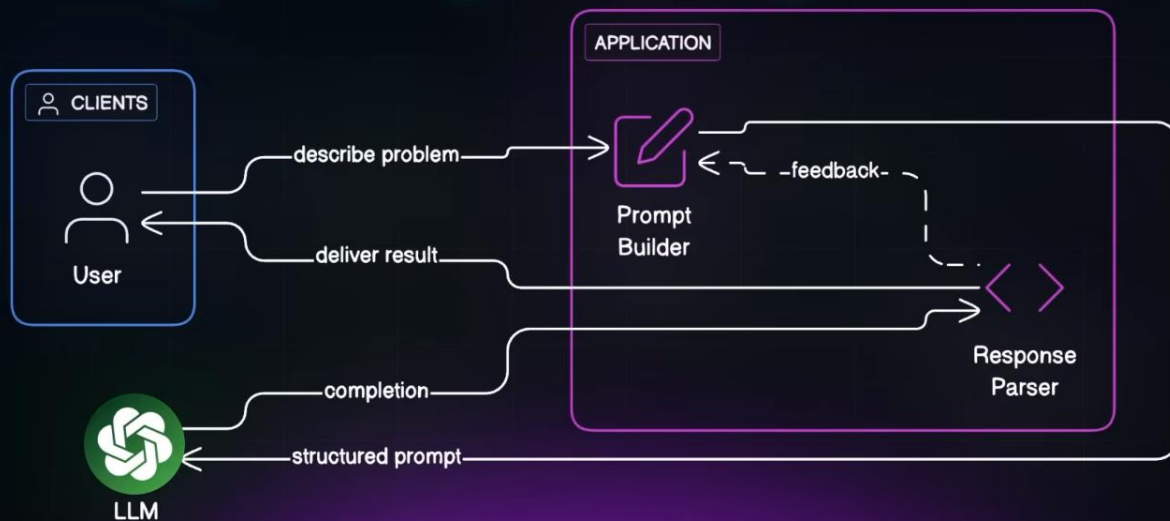 APPLICATION
CLIENTS
describe problem
feedback
Prompt
Builder
deliver result
User
Response
Parser
completion
structured prompt
LLM